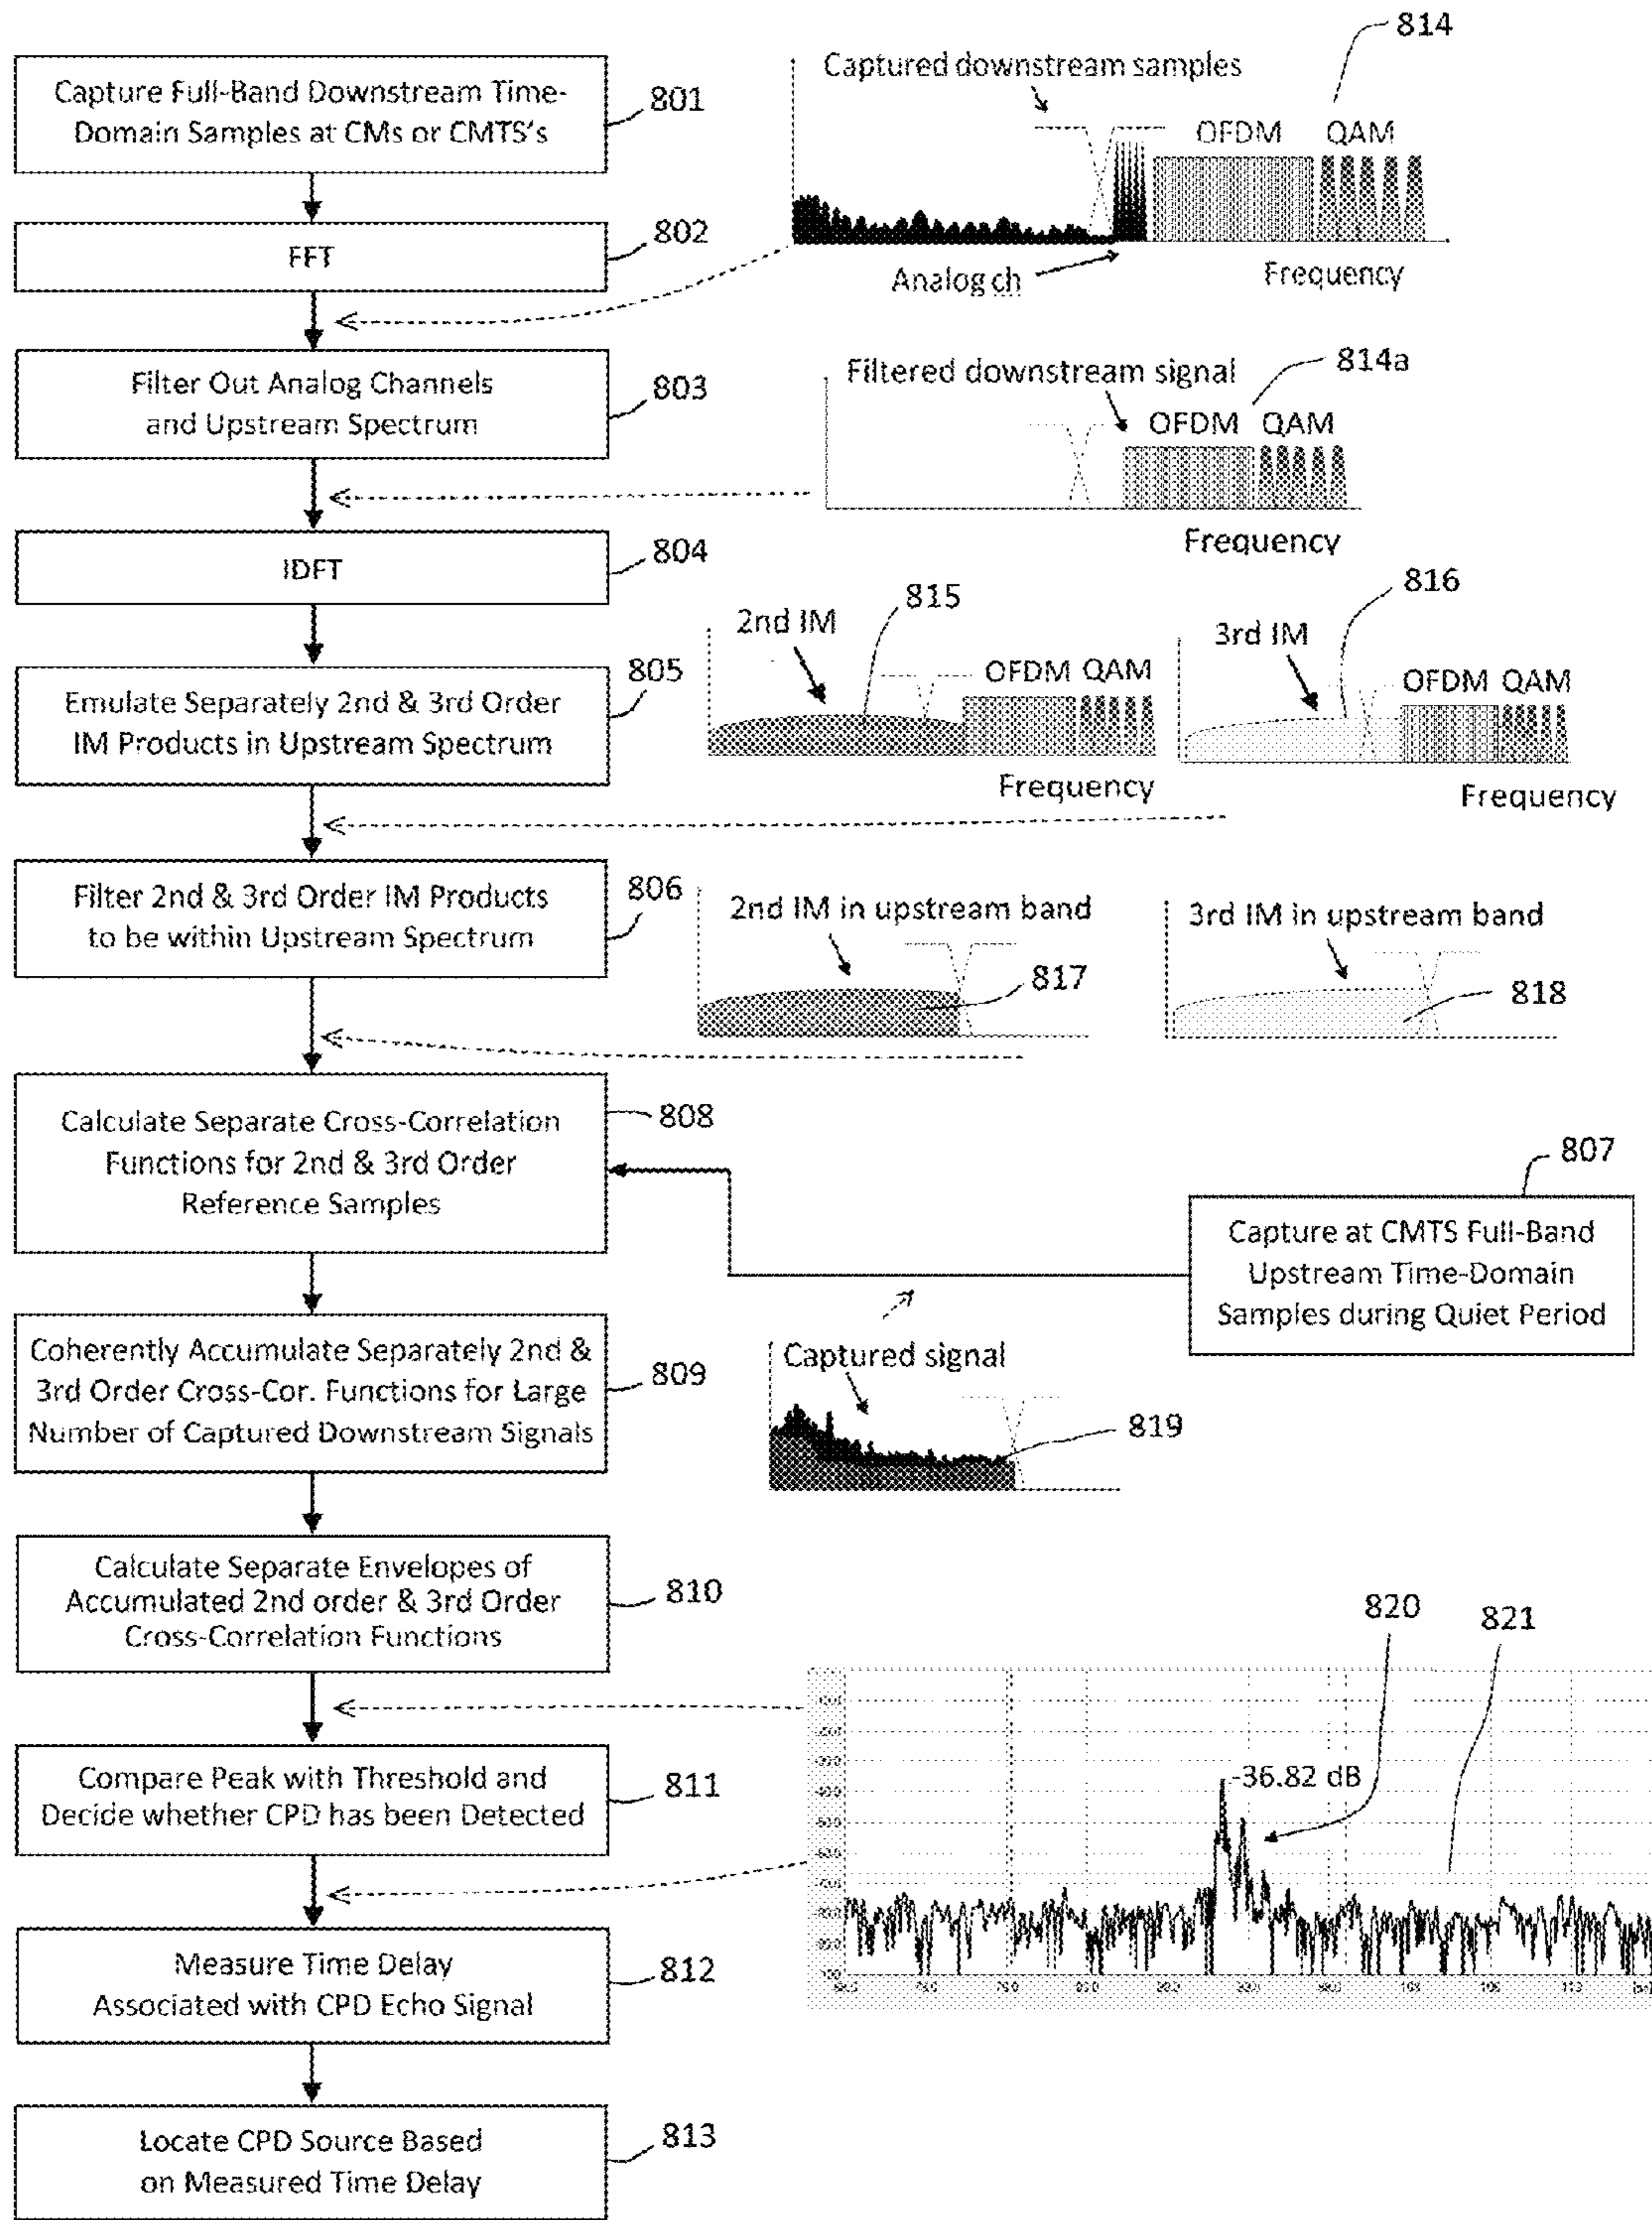 814
Captured downstream samples
Capture Full-Band Downstream Time-
Domain Samples at CMs or CMTS's
801
OFDM QAM
FFT
802
Analog ch
Frequency
Filter Out Analog Channels
and Upstream Spectrum
803
Filtered downstream signal
814a
OFDM QAM
Frequency
IDFT
804
815
816
2nd IM
3rd IM
OFDM QAM
OFDM QAM
Frequency
Frequency
Emulate Separately 2nd & 3rd Order
IM Products in Upstream Spectrum
805
Filter 2nd & 3rd Order IM Products
to be within Upstream Spectrum
806
2nd IM in upstream band
817
3rd IM in upstream band
818
Calculate Separate Cross-Correlation
Functions for 2nd & 3rd Order
Reference Samples
808
807
Capture at CMTS Full-Band
Upstream Time-Domain
Samples during Quiet Period
Coherently Accumulate Separately 2nd &
3rd Order Cross-Cor. Functions for Large
Number of Captured Downstream Signals
809
Captured signal
819
Calculate Separate Envelopes of
Accumulated 2nd order & 3rd Order
Cross-Correlation Functions
810
820
821
-36.82 dB
Compare Peak with Threshold and
Decide whether CPD has been Detected
811
Measure Time Delay
Associated with CPD Echo Signal
812
Locate CPD Source Based
on Measured Time Delay
813